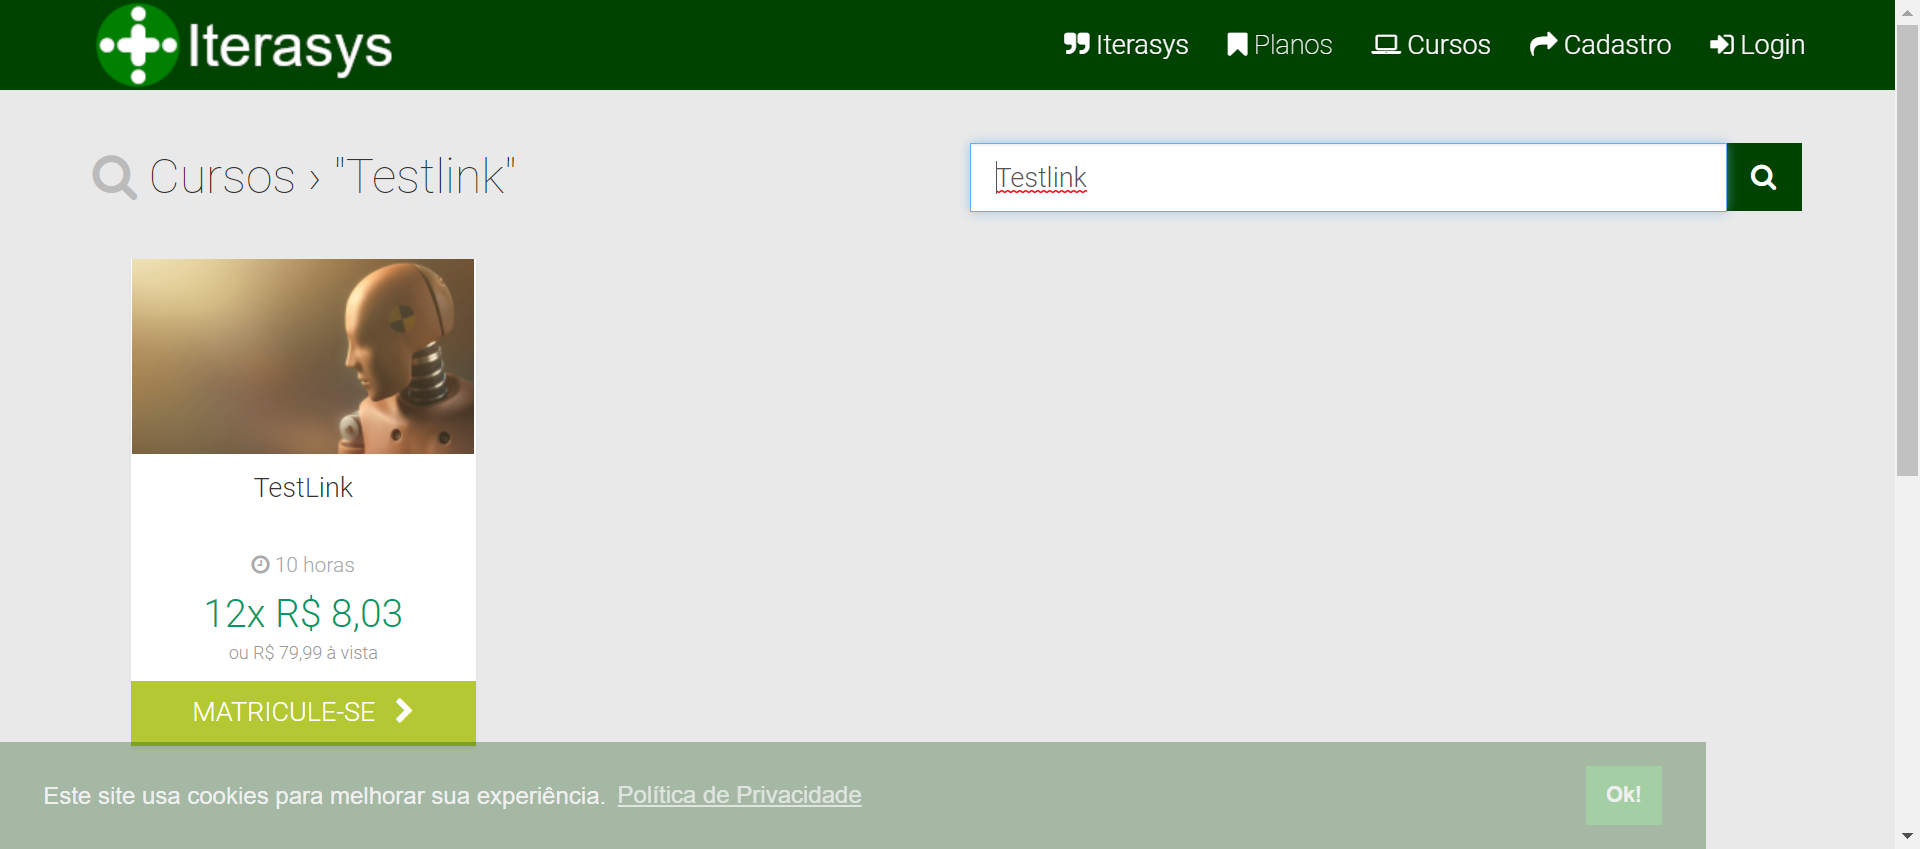 Iterasys
Iterasys Planos Cursos Cadastro Login
Cursos › "Testlink"
Testlink
TestLink
10 horas
12x R$ 8,03
ou R$ 79,99 à vista
MATRICULE-SE
Este site usa cookies para melhorar sua experiência. Política de Privacidade
Ok!